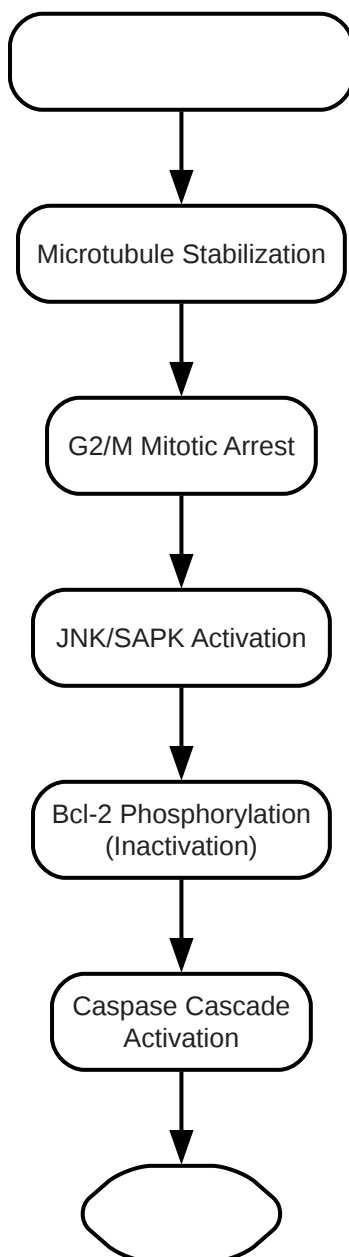 Microtubule Stabilization
G2/M Mitotic Arrest
JNK/SAPK Activation
Bcl-2 Phosphorylation
(Inactivation)
Caspase Cascade
Activation